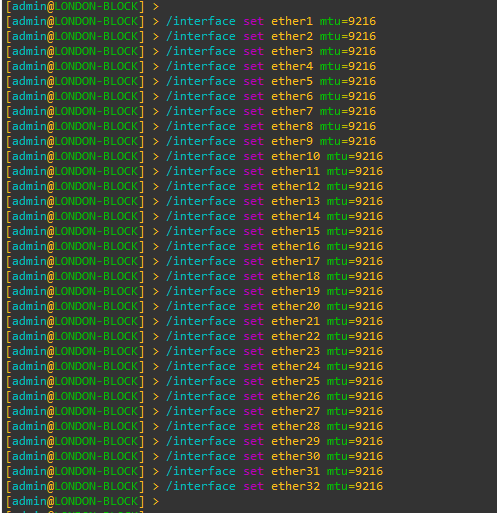 [admin@LONDON-BLOCK] >
[admin@LONDON-BLOCK] > /interface set ether1 mtu=9216
[admin@LONDON-BLOCK] > /interface set ether2 mtu=9216
[admin@LONDON-BLOCK] > /interface set ether3 mtu=9216
[admin@LONDON-BLOCK] > /interface set ether4 mtu=9216
[admin@LONDON-BLOCK] > /interface set ether5 mtu=9216
[admin@LONDON-BLOCK] > /interface set ether6 mtu=9216
[admin@LONDON-BLOCK] > /interface set ether7 mtu=9216
[admin@LONDON-BLOCK] > /interface set ether8 mtu=9216
[admin@LONDON-BLOCK] > /interface set ether9 mtu=9216
[admin@LONDON-BLOCK] > /interface set ether10 mtu=9216
[admin@LONDON-BLOCK] > /interface set ether11 mtu=9216
[admin@LONDON-BLOCK] > /interface set ether12 mtu=9216
[admin@LONDON-BLOCK] > /interface set ether13 mtu=9216
[admin@LONDON-BLOCK] > /interface set ether14 mtu=9216
[admin@LONDON-BLOCK] > /interface set ether15 mtu=9216
[admin@LONDON-BLOCK] > /interface set ether16 mtu=9216
[admin@LONDON-BLOCK] > /interface set ether17 mtu=9216
[admin@LONDON-BLOCK] > /interface set ether18 mtu=9216
[admin@LONDON-BLOCK] > /interface set ether19 mtu=9216
[admin@LONDON-BLOCK] > /interface set ether20 mtu=9216
[admin@LONDON-BLOCK] > /interface set ether21 mtu=9216
[admin@LONDON-BLOCK] > /interface set ether22 mtu=9216
[admin@LONDON-BLOCK] > /interface set ether23 mtu=9216
[admin@LONDON-BLOCK] > /interface set ether24 mtu=9216
[admin@LONDON-BLOCK] > /interface set ether25 mtu=9216
[admin@LONDON-BLOCK] > /interface set ether26 mtu=9216
[admin@LONDON-BLOCK] > /interface set ether27 mtu=9216
[admin@LONDON-BLOCK] > /interface set ether28 mtu=9216
[admin@LONDON-BLOCK] > /interface set ether29 mtu=9216
[admin@LONDON-BLOCK] > /interface set ether30 mtu=9216
[admin@LONDON-BLOCK] > /interface set ether31 mtu=9216
[admin@LONDON-BLOCK] > /interface set ether32 mtu=9216
[admin@LONDON-BLOCK] >